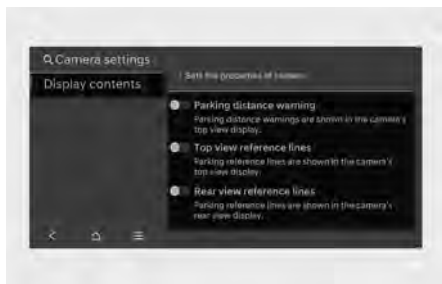 Camera settings
Display contents
Sets the properties of camera.
Parking distance warning
Parking distance warnings are shown in the camera's
top view display.
Top view reference lines
Parking reference lines are shown in the camera's
top view display.
Rear view reference lines
Parking reference lines are shown in the camera's
rear view display.